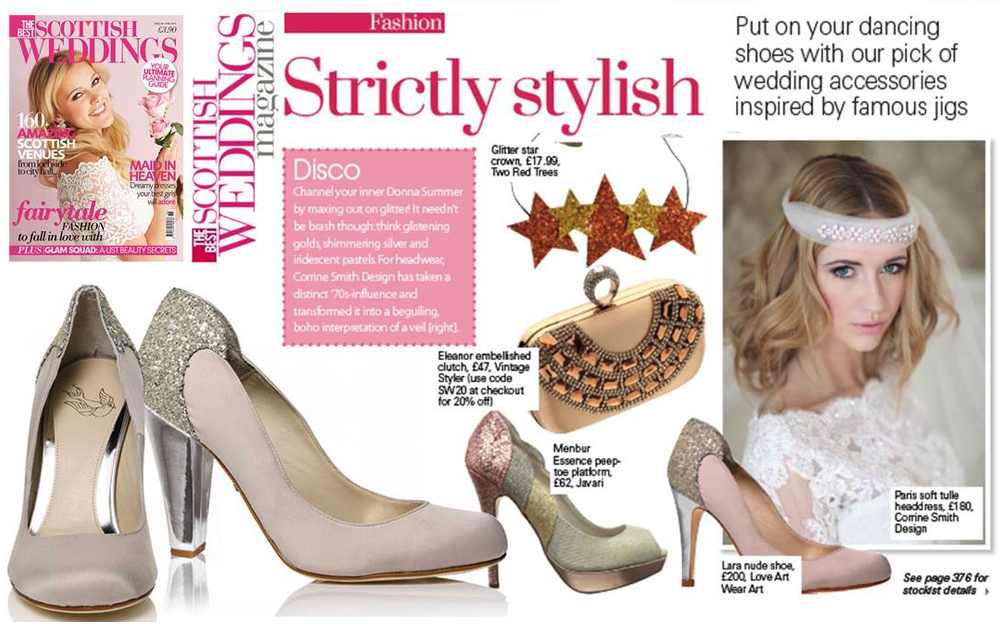 THE BEST SCOTTISH
WEDDINGS
£3.90
YOUR
ULTIMATE
PLANNING
GUIDE
160
AMAZING
SCOTTISH
VENUES
from lochside
to city hall...
MAID IN
HEAVEN
Dreamy dresses
your best girls
will adore
fairytale
FASHION
to fall in love with
PLUS GLAM SQUAD: A-LIST BEAUTY SECRETS
THE BEST SCOTTISH
WEDDINGS
magazine
Fashion
Strictly stylish
Put on your dancing
shoes with our pick of
wedding accessories
inspired by famous jigs
Disco
Channel your inner Donna Summer
by maxing out on glitter! It needn't
be brash though: think glistening
golds, shimmering silver and
iridescent pastels. For headwear,
Corrine Smith Design has taken a
distinct '70s-influence and
transformed it into a beguiling,
boho interpretation of a veil [right].
Glitter star
crown, £17.99,
Two Red Trees
Eleanor embellished
clutch, £47, Vintage
Styler (use code
SW20 at checkout
for 20% off)
Menbur
Essence peep-
toe platform,
£62, Javari
Paris soft tulle
headdress, £180,
Corrine Smith
Design
Lara nude shoe,
£200, Love Art
Wear Art
See page 376 for
stockist details